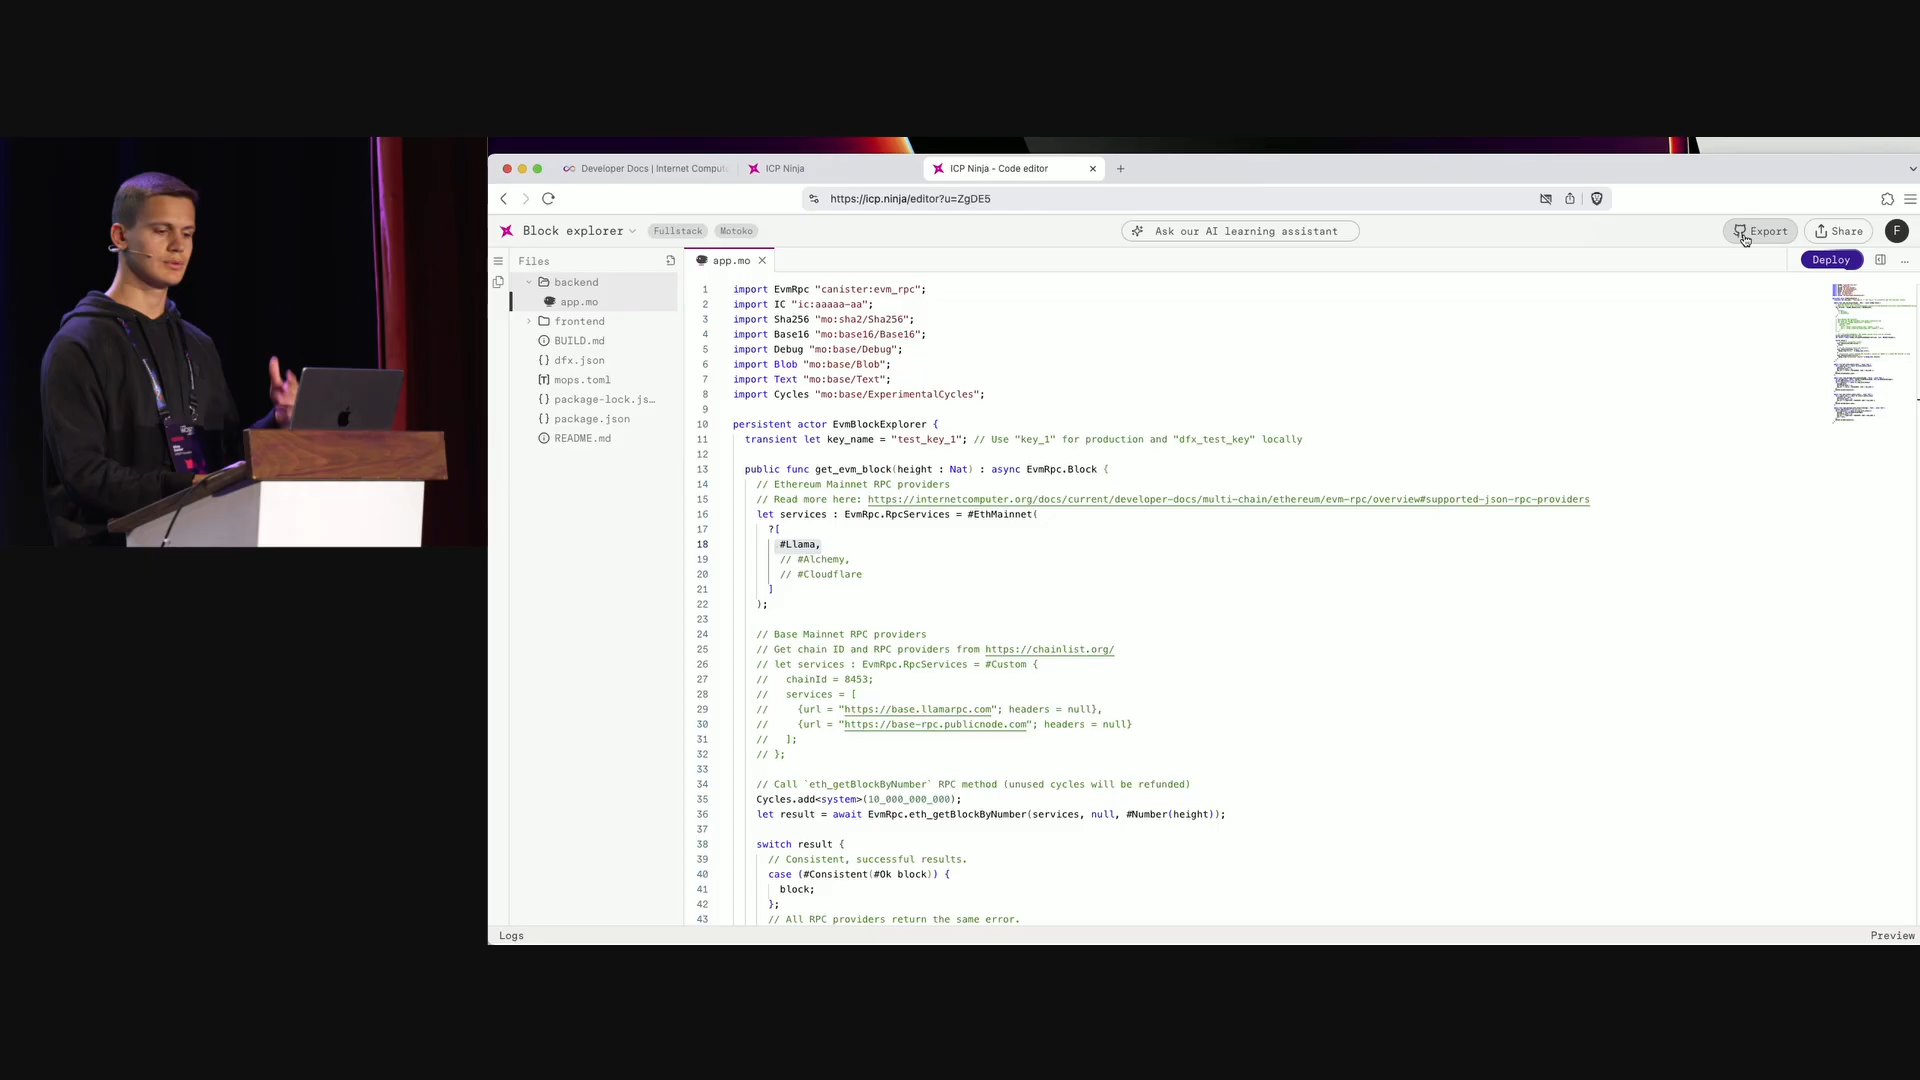 Developer Docs | Internet Comput
ICP Ninja
ICP Ninja - Code editor
https://icp.ninja/editor?u=ZgDE5
Block explorer
Fullstack
Motoko
Ask our AI learning assistant
Export
Share
F
Files
app.mo
Deploy
backend
app.mo
frontend
BUILD.md
{} dfx.json
[T] mops.toml
{} package-lock.js…
{} package.json
README.md
1 import EvmRpc "canister:evm_rpc";
2 import IC "ic:aaaaa-aa";
3 import Sha256 "mo:sha2/Sha256";
4 import Base16 "mo:base16/Base16";
5 import Debug "mo:base/Debug";
6 import Blob "mo:base/Blob";
7 import Text "mo:base/Text";
8 import Cycles "mo:base/ExperimentalCycles";
9
10 persistent actor EvmBlockExplorer {
11 transient let key_name = "test_key_1"; // Use "key_1" for production and "dfx_test_key" locally
12
13 public func get_evm_block(height : Nat) : async EvmRpc.Block {
14 // Ethereum Mainnet RPC providers
15 // Read more here: https://internetcomputer.org/docs/current/developer-docs/multi-chain/ethereum/evm-rpc/overview#supported-json-rpc-providers
16 let services : EvmRpc.RpcServices = #EthMainnet(
17 ?[
18 #Llama,
19 // #Alchemy,
20 // #Cloudflare
21 ]
22 );
23
24 // Base Mainnet RPC providers
25 // Get chain ID and RPC providers from https://chainlist.org/
26 // let services : EvmRpc.RpcServices = #Custom {
27 // chainId = 8453;
28 // services = [
29 // {url = "https://base.llamarpc.com"; headers = null},
30 // {url = "https://base-rpc.publicnode.com"; headers = null}
31 // ];
32 // };
33
34 // Call `eth_getBlockByNumber` RPC method (unused cycles will be refunded)
35 Cycles.add<system>(10_000_000_000);
36 let result = await EvmRpc.eth_getBlockByNumber(services, null, #Number(height));
37
38 switch result {
39 // Consistent, successful results.
40 case (#Consistent(#Ok block)) {
41 block;
42 };
43 // All RPC providers return the same error.
Logs
Preview